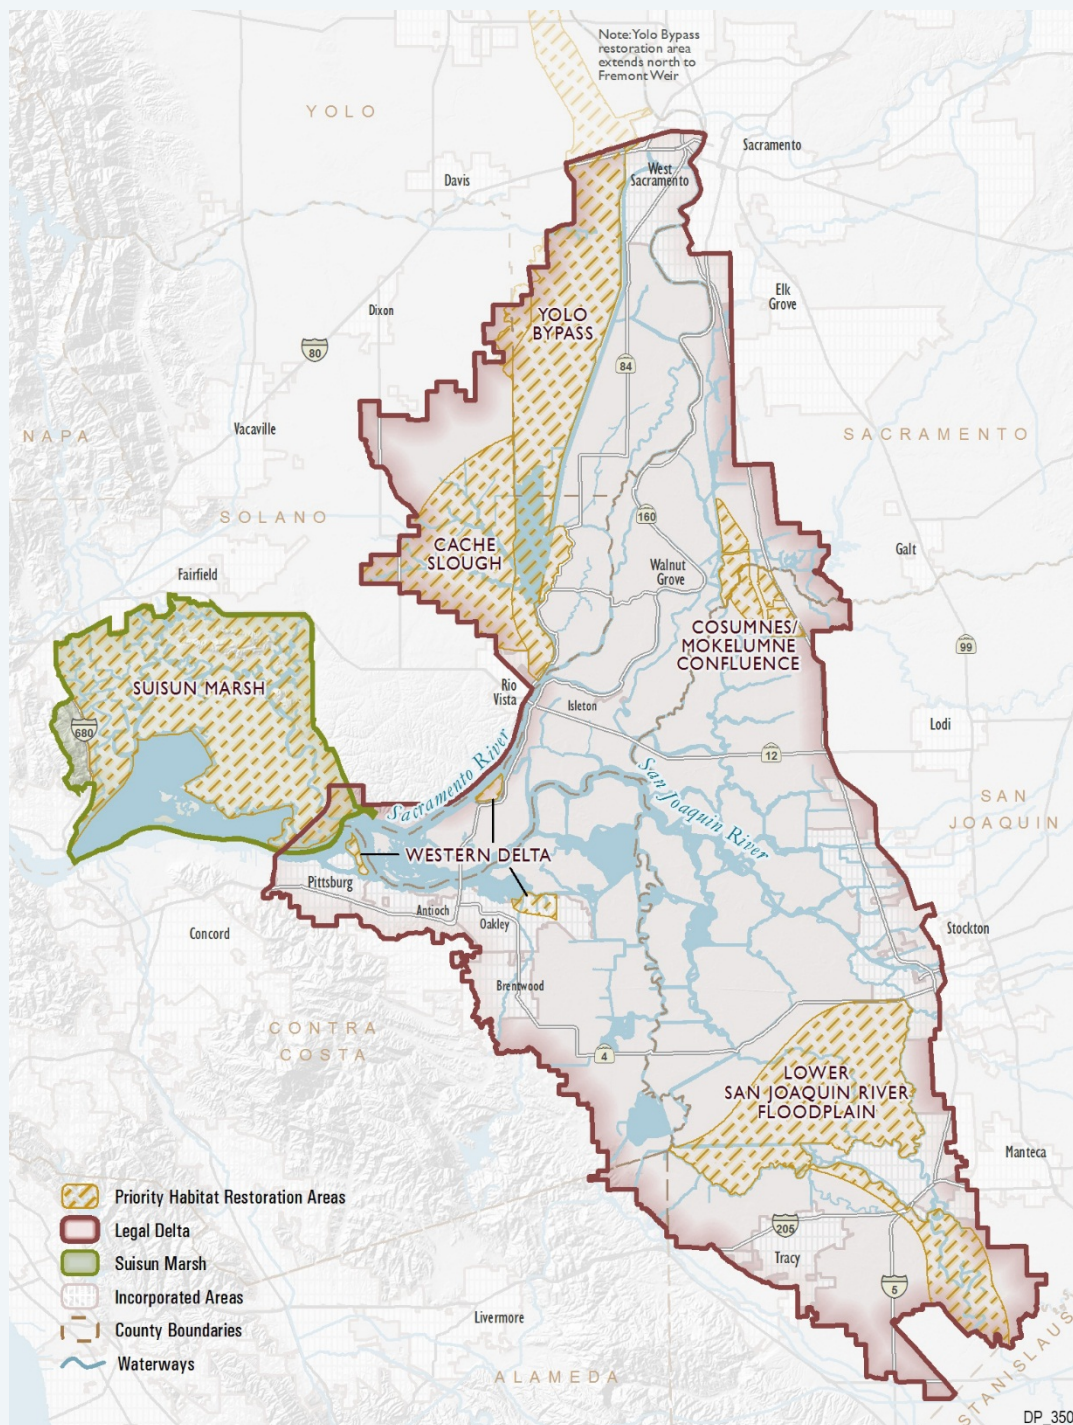 Note: Yolo Bypass
restoration area
extends north to
Fremont Weir
YOLO
Sacramento
Davis
West
Sacramento
Elk
Grove
Dixon
YOLO
BYPASS
80
84
Vacaville
NAPA
SACRAMENTO
SOLANO
160
CACHE
SLOUGH
Galt
Walnut
Grove
Fairfield
COSUMNES/
MOKELUMNE
CONFLUENCE
99
SUISUN MARSH
Rio
Vista
Isleton
680
Lodi
12
Sacramento River
San Joaquin River
SAN
JOAQUIN
WESTERN DELTA
Pittsburg
Antioch
Oakley
Concord
Stockton
Brentwood
CONTRA
COSTA
4
LOWER
SAN JOAQUIN RIVER
FLOODPLAIN
Manteca
205
Tracy
5
Livermore
ALAMEDA
STANISLAUS
Priority Habitat Restoration Areas
Legal Delta
Suisun Marsh
Incorporated Areas
County Boundaries
Waterways
DP_350